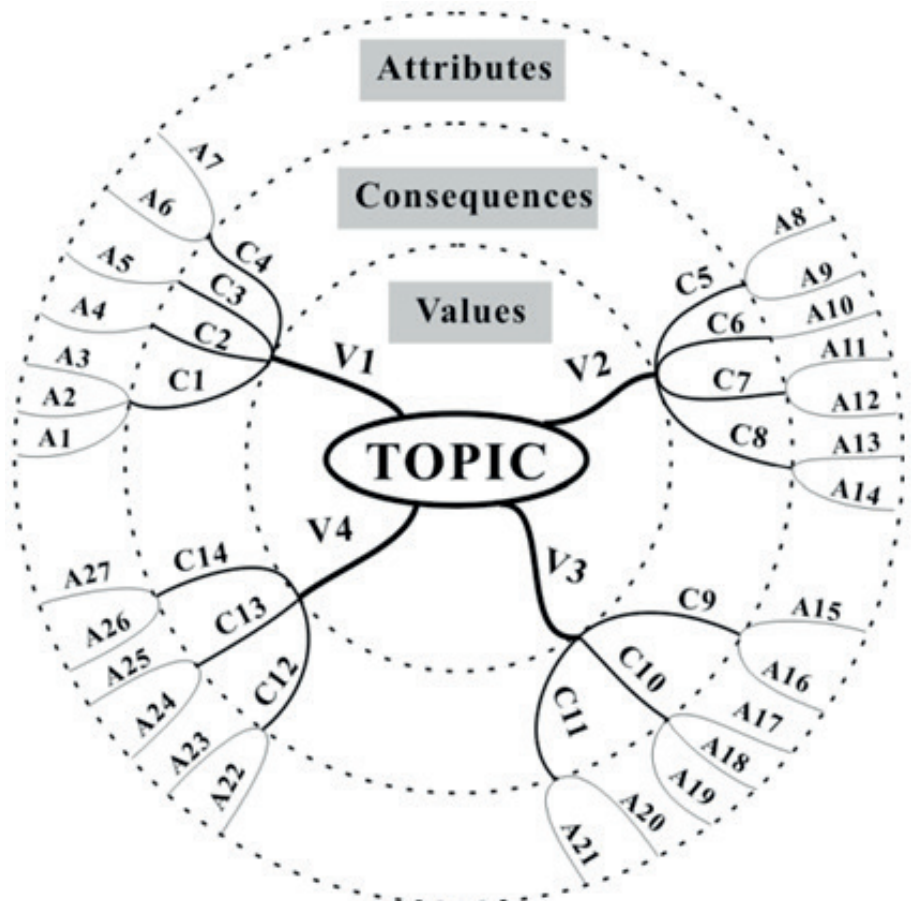 Attributes
Consequences
Values
TOPIC
V1
C4
A7
A6
C3
A5
C2
A4
C1
A3
A2
A1
V2
C5
A8
A9
C6
A10
C7
A11
A12
C8
A13
A14
V3
C9
A15
A16
C10
A17
A18
A19
C11
A20
A21
V4
C12
A22
A23
C13
A24
A25
C14
A26
A27